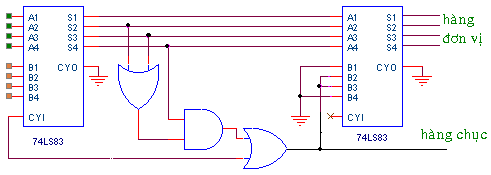 A1 S1 A1 S1 hàng
A2 S2 A2 S2
A3 S3 A3 S3 đơn vị
A4 S4 A4 S4
B1 CYO B1 CYO
B2 B2
B3 B3
B4 B4
CYI CYI
74LS83 74LS83
hàng chục